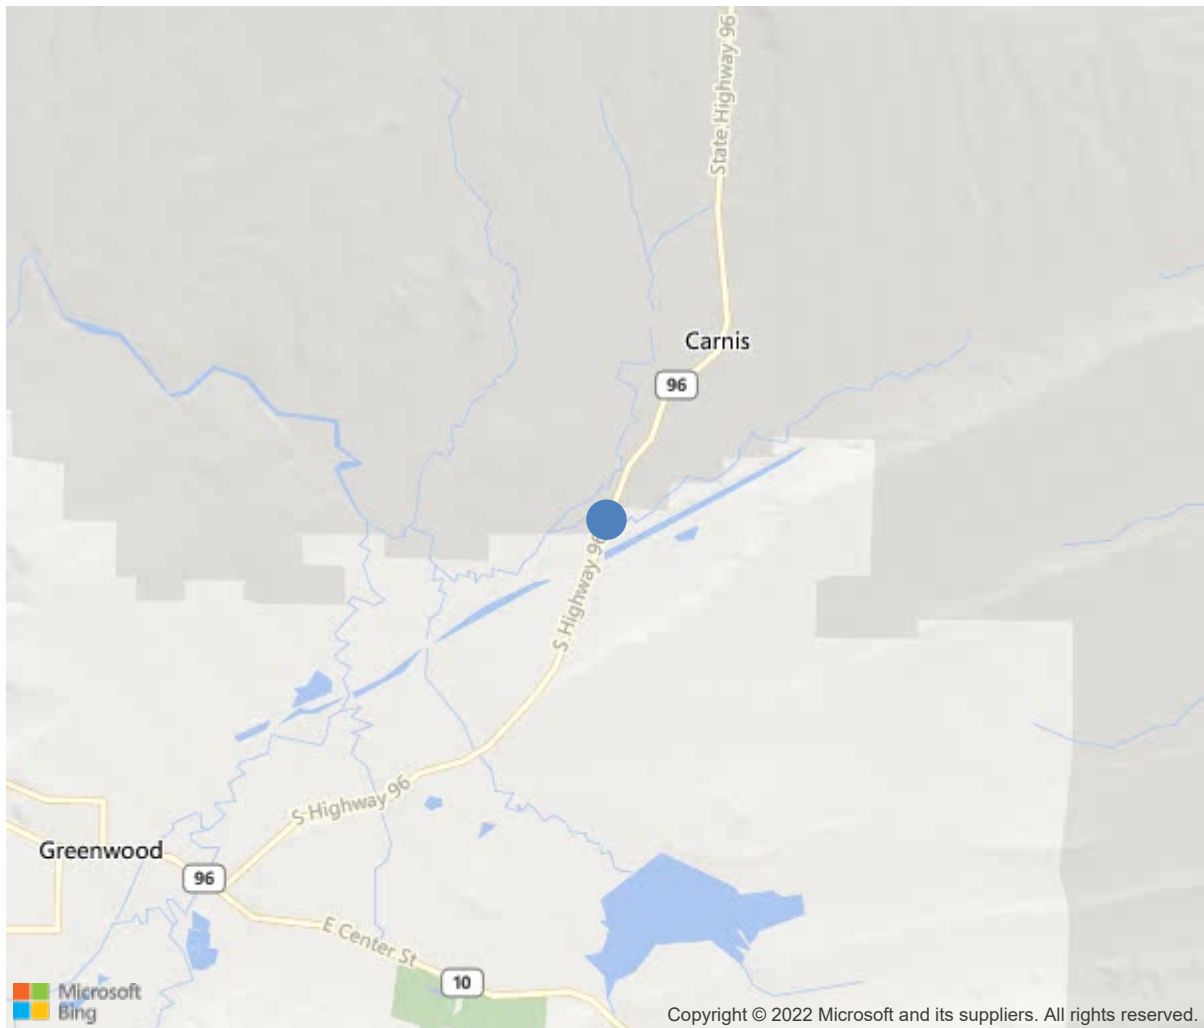 State Highway 96
Carnis
96
S Highway 96
S Highway 96
Greenwood
96
E Center St
10
Microsoft
Bing
Copyright © 2022 Microsoft and its suppliers. All rights reserved.